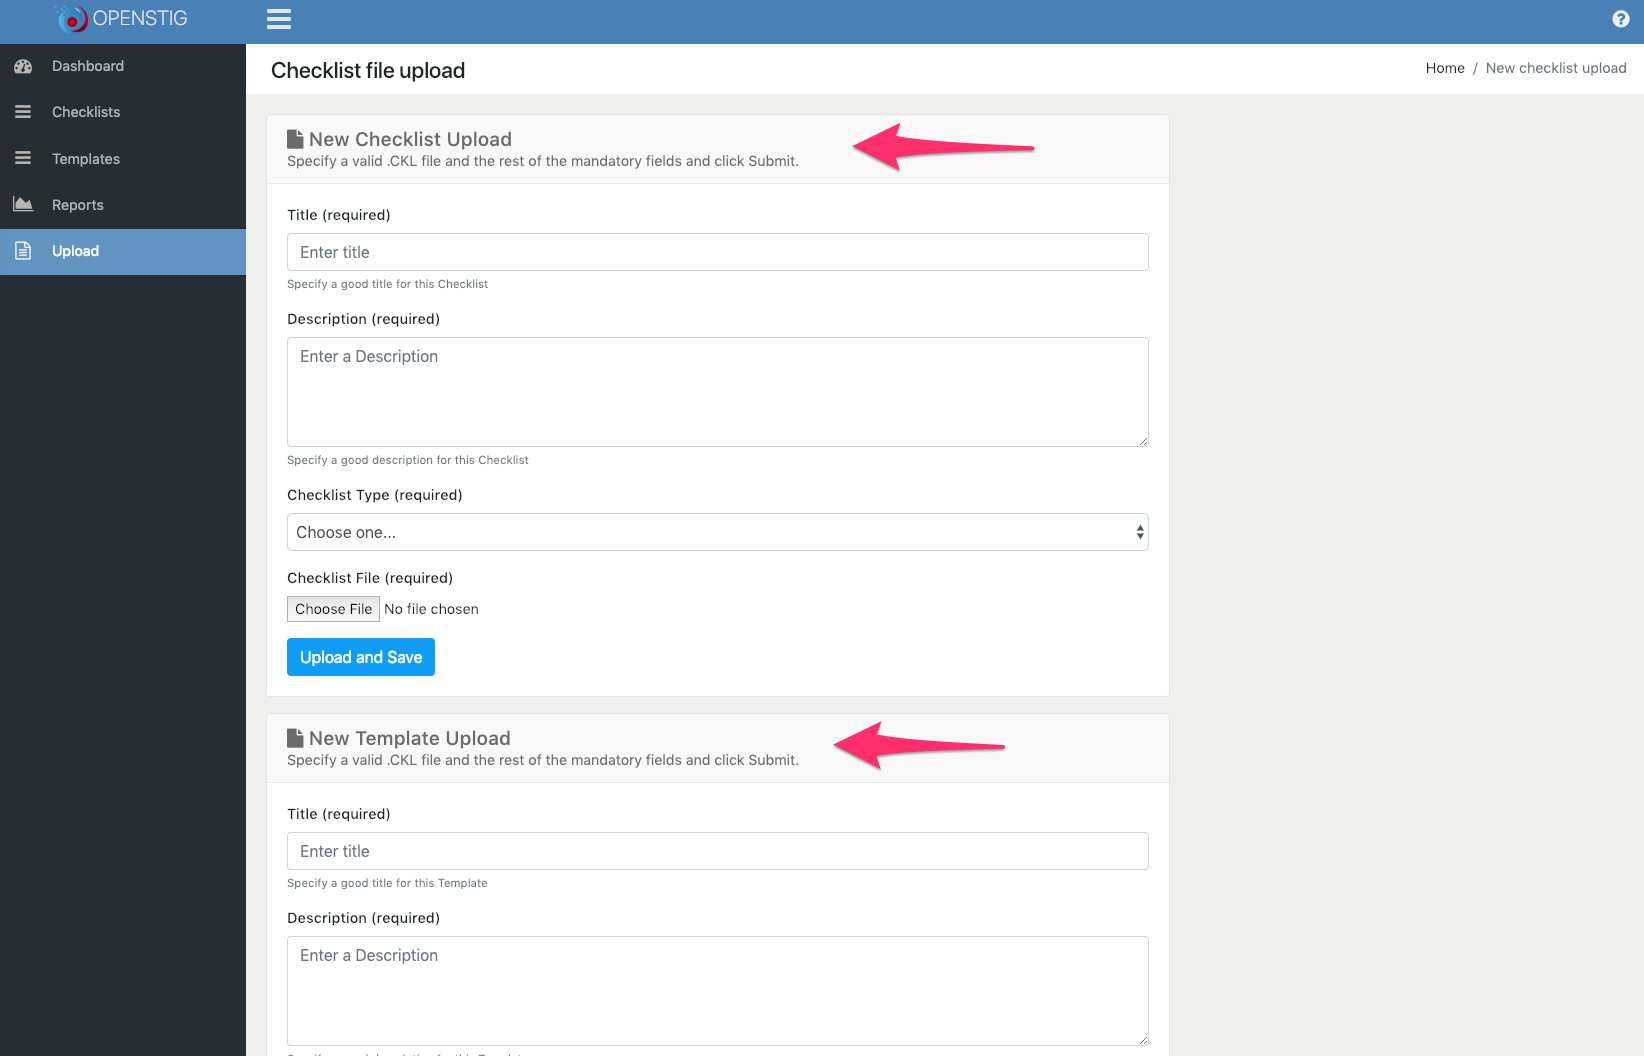 OPENSTIG
Dashboard
Checklists
Templates
Reports
Upload
Checklist file upload
Home / New checklist upload
New Checklist Upload
Specify a valid .CKL file and the rest of the mandatory fields and click Submit.
Title (required)
Enter title
Specify a good title for this Checklist
Description (required)
Enter a Description
Specify a good description for this Checklist
Checklist Type (required)
Choose one...
Checklist File (required)
Choose File No file chosen
Upload and Save
New Template Upload
Specify a valid .CKL file and the rest of the mandatory fields and click Submit.
Title (required)
Enter title
Specify a good title for this Template
Description (required)
Enter a Description